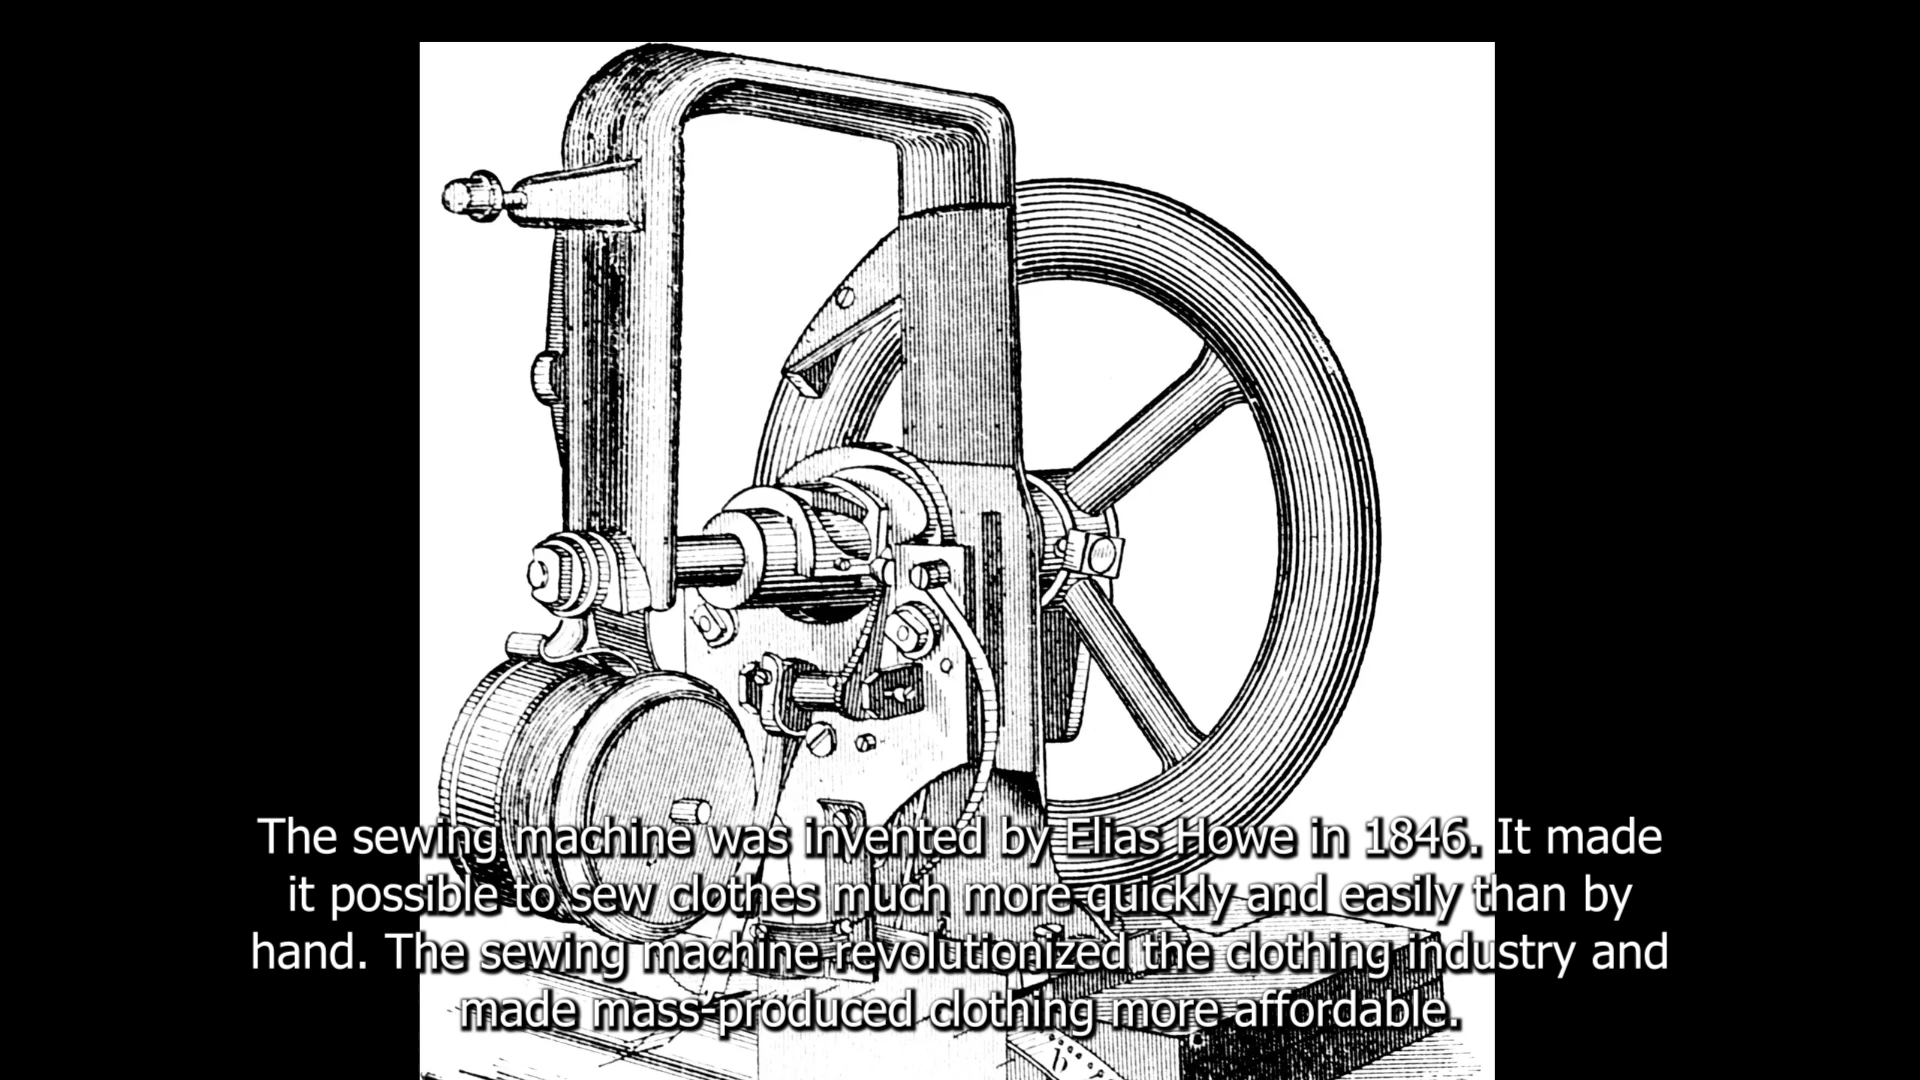 The sewing machine was invented by Elias Howe in 1846. It made
it possible to sew clothes much more quickly and easily than by
hand. The sewing machine revolutionized the clothing industry and
made mass-produced clothing more affordable.
b